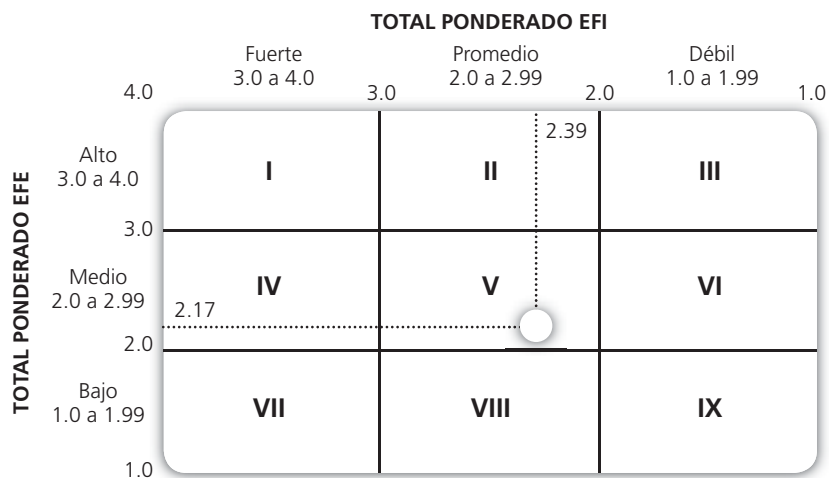 TOTAL PONDERADO EFI
Fuerte
3.0 a 4.0
Promedio
2.0 a 2.99
Débil
1.0 a 1.99
4.0
3.0
2.0
1.0
TOTAL PONDERADO EFE
Alto
3.0 a 4.0
I
II
2.39
III
3.0
Medio
2.0 a 2.99
IV
2.17
V
VI
2.0
Bajo
1.0 a 1.99
VII
VIII
IX
1.0